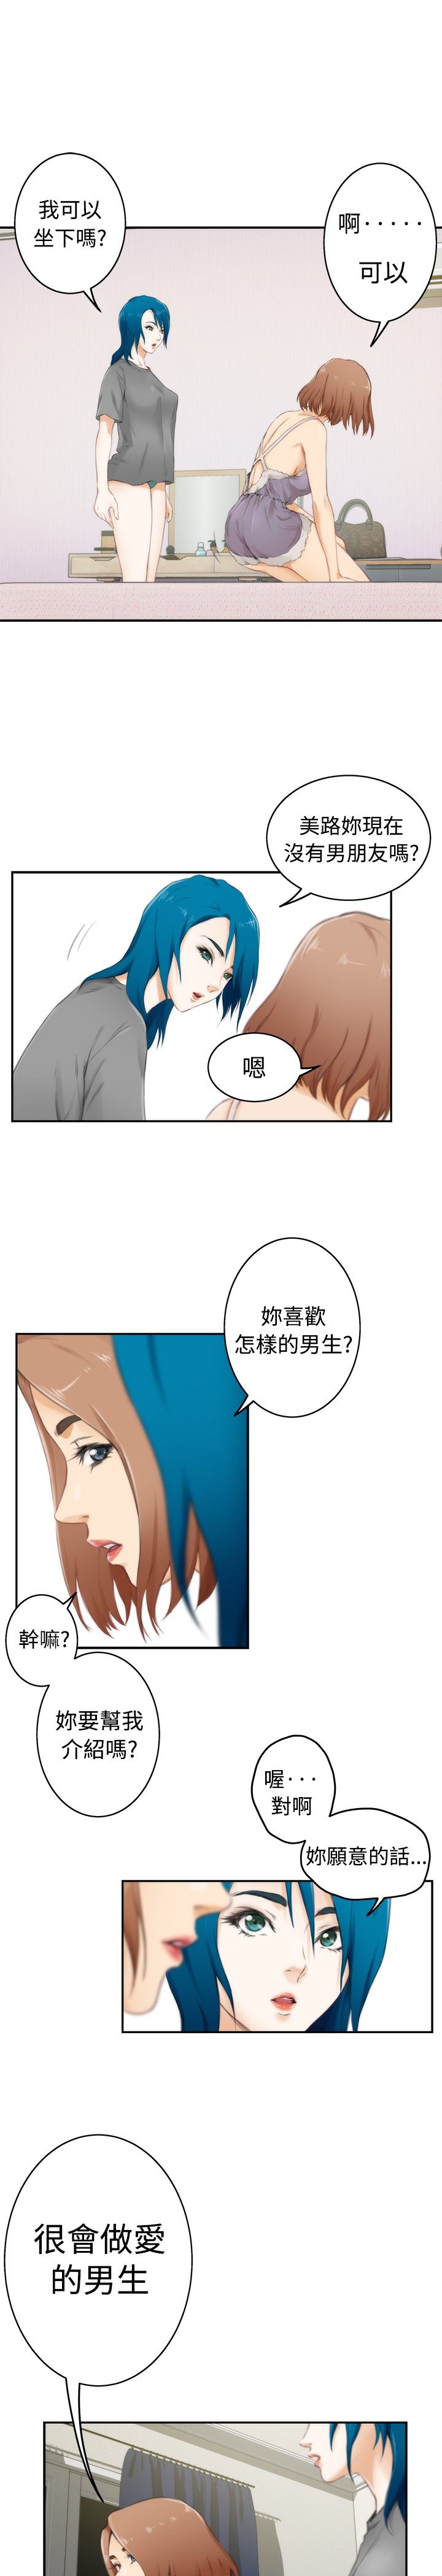 我可以
坐下嗎?
啊‧‧‧‧‧
可以
美路妳現在
沒有男朋友嗎?
嗯
妳喜歡
怎樣的男生?
幹嘛?
妳要幫我
介紹嗎?
喔‧‧‧
對啊
妳願意的話...
很會做愛
的男生